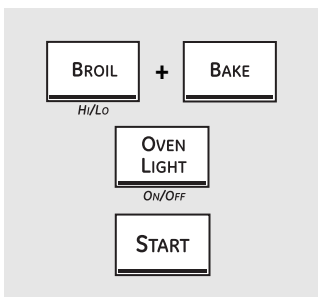 BROIL + BAKE
HI/LO
OVEN
LIGHT
ON/OFF
START